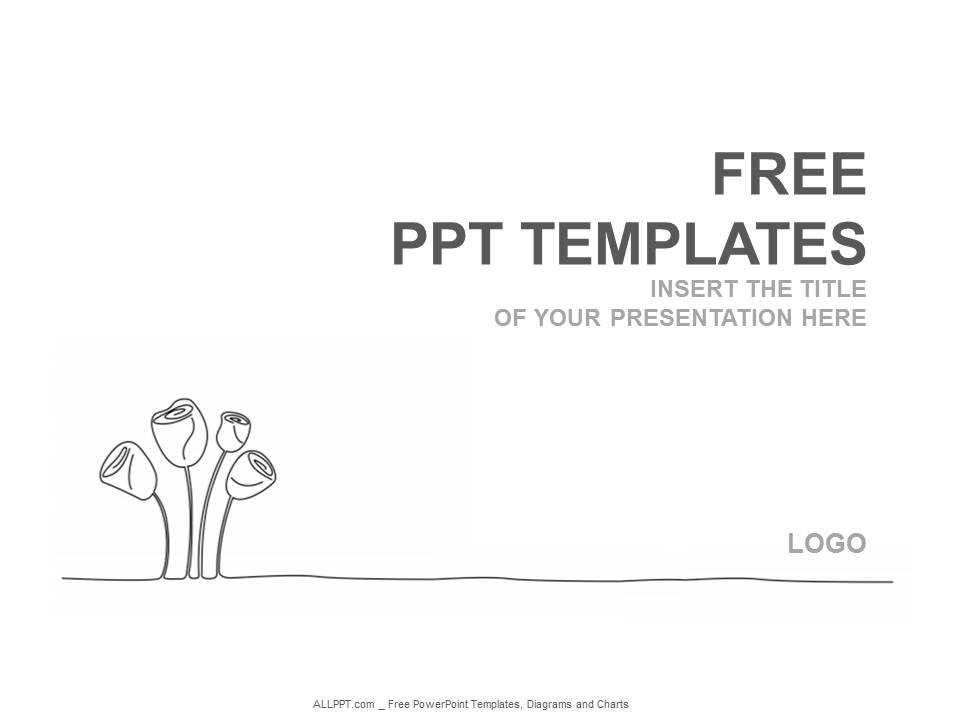 FREE
PPT TEMPLATES
INSERT THE TITLE
OF YOUR PRESENTATION HERE
LOGO
ALLPPT.com _ Free PowerPoint Templates, Diagrams and Charts